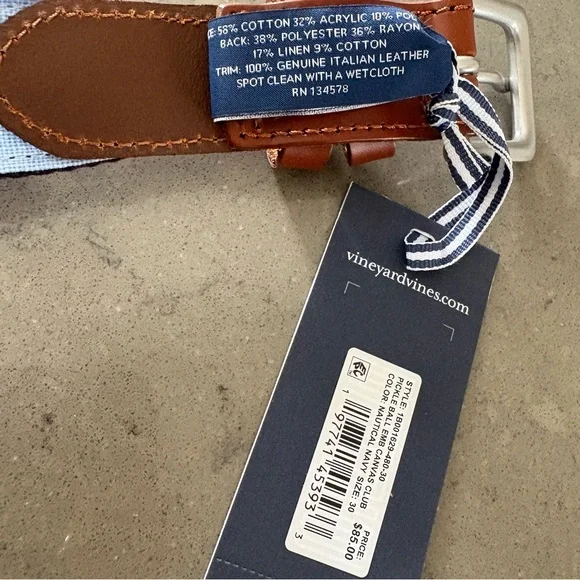 E: 58% COTTON 32% ACRYLIC 10% POL
BACK: 38% POLYESTER 36% RAYON
17% LINEN 9% COTTON
TRIM: 100% GENUINE ITALIAN LEATHER
SPOT CLEAN WITH A WETCLOTH
RN 134578
vineyardvines.com
STYLE: 1B001629-480-30
PICKLE BALL EMB CANVAS CLUB
COLOR: NAUTICAL NAVY SIZE: 30
PRICE:
$85.00
1 97741 45393 3